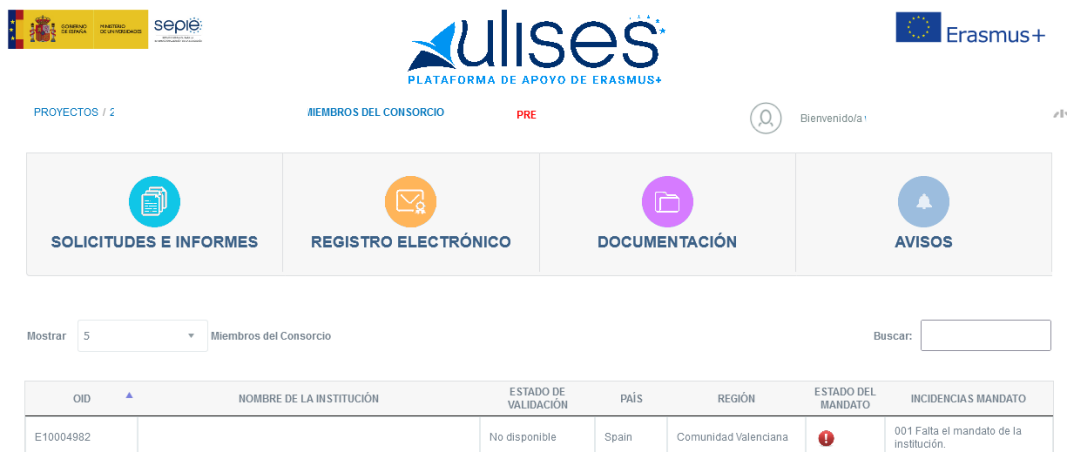 GOBIERNO DE ESPAÑA
MINISTERIO DE UNIVERSIDADES
sepie
ulises
PLATAFORMA DE APOYO DE ERASMUS+
Erasmus+
PROYECTOS / 2
MIEMBROS DEL CONSORCIO
PRE
Bienvenido/a
SOLICITUDES E INFORMES
REGISTRO ELECTRÓNICO
DOCUMENTACIÓN
AVISOS
Mostrar 5 Miembros del Consorcio
Buscar:
OID
NOMBRE DE LA INSTITUCIÓN
ESTADO DE
VALIDACIÓN
PAÍS
REGIÓN
ESTADO DEL
MANDATO
INCIDENCIAS MANDATO
E10004982
No disponible
Spain
Comunidad Valenciana
001 Falta el mandato de la
institución.